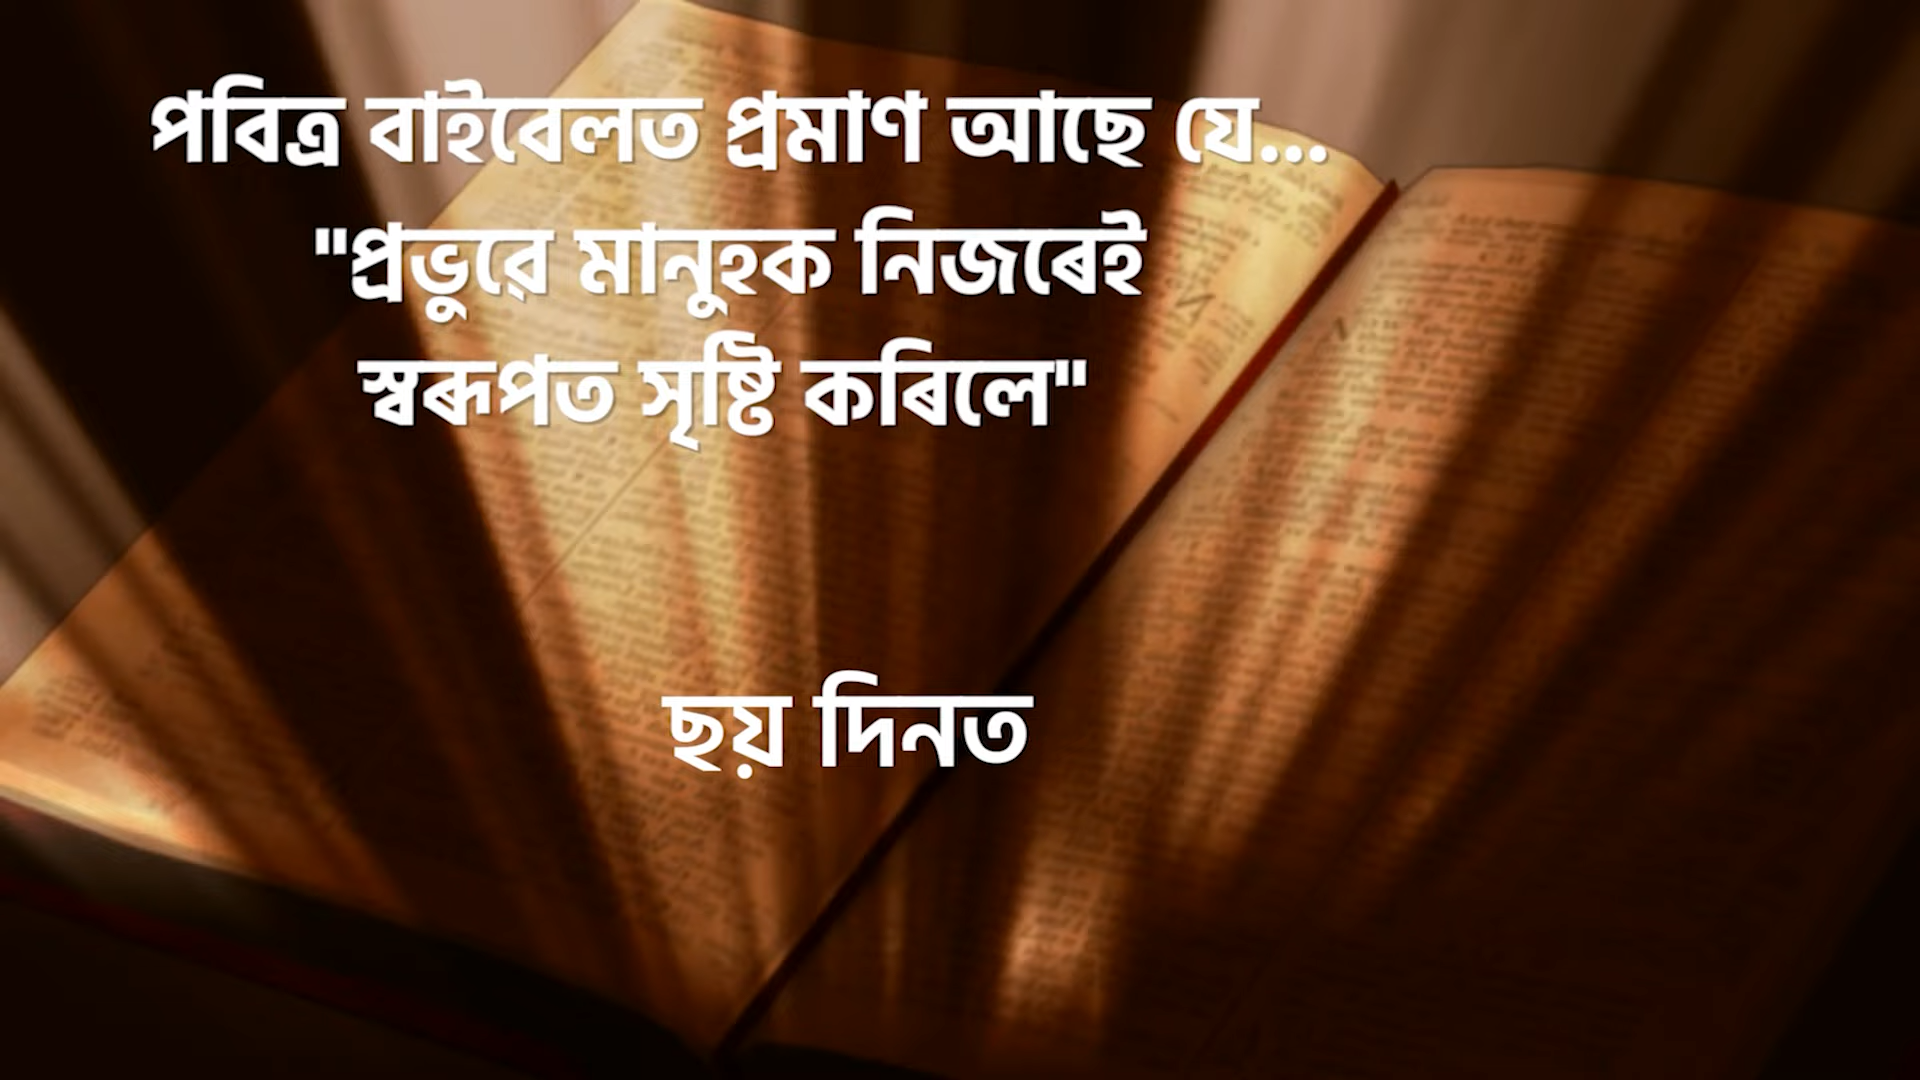 পবিত্ৰ বাইবেলত প্ৰমাণ আছে যে...
"প্ৰভুৱে মানুহক নিজৰেই
স্বৰূপত সৃষ্টি কৰিলে"
ছয় দিনত